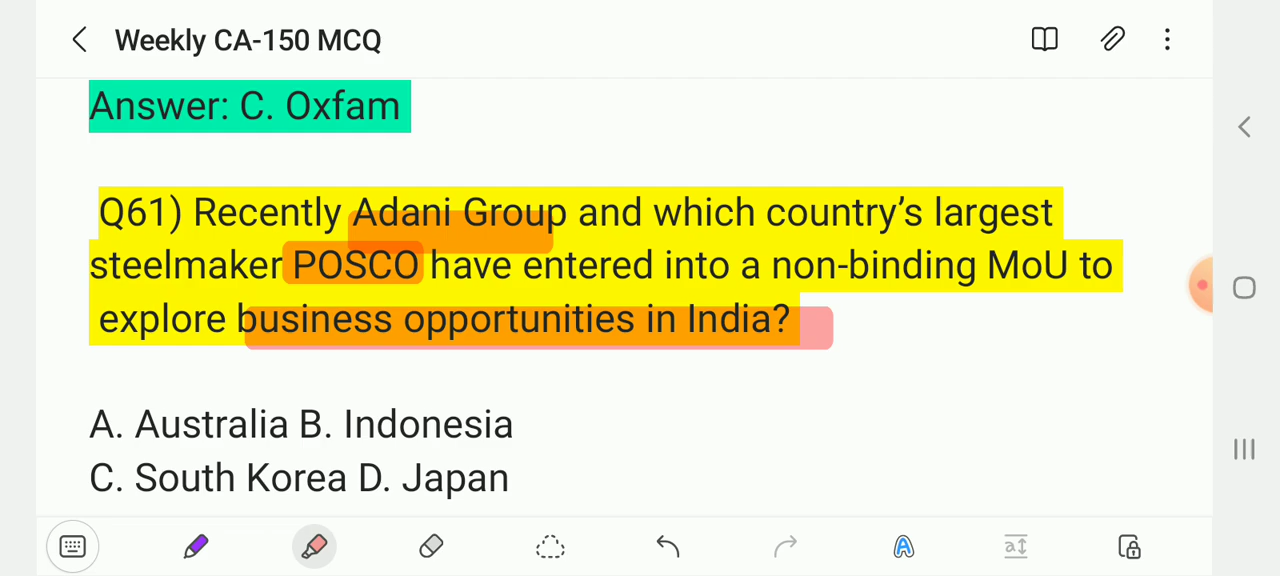 Weekly CA-150 MCQ
Answer: C. Oxfam
Q61) Recently Adani Group and which country’s largest
steelmaker POSCO have entered into a non-binding MoU to
explore business opportunities in India?
A. Australia B. Indonesia
C. South Korea D. Japan